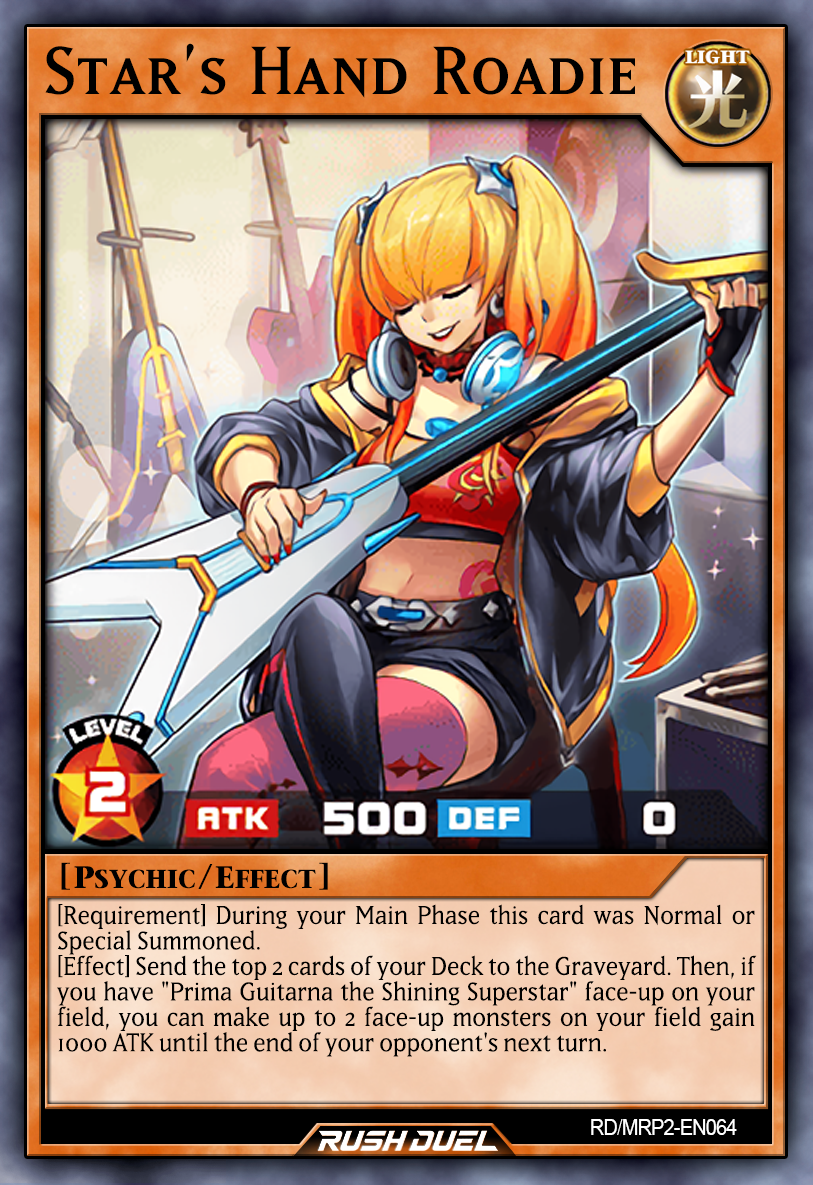 Star's Hand Roadie
LIGHT
光
LEVEL
2
ATK 500 DEF 0
[Psychic/Effect]
[Requirement] During your Main Phase this card was Normal or
Special Summoned.
[Effect] Send the top 2 cards of your Deck to the Graveyard. Then, if
you have "Prima Guitarna the Shining Superstar" face-up on your
field, you can make up to 2 face-up monsters on your field gain
1000 ATK until the end of your opponent's next turn.
RD/MRP2-EN064
RUSH DUEL